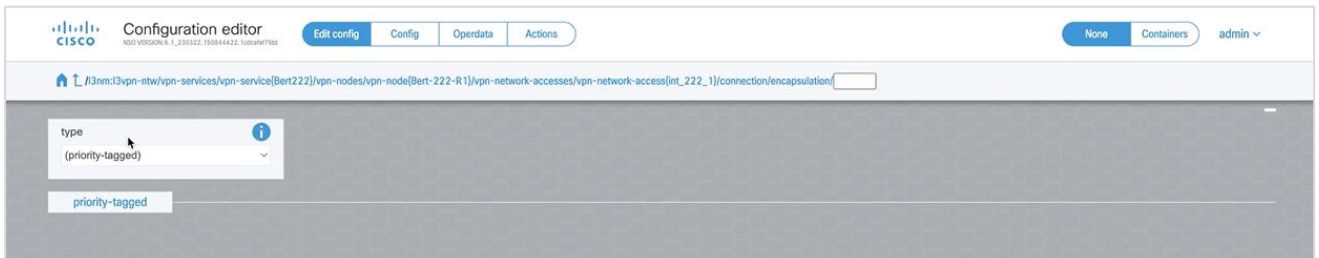 CISCO
Configuration editor
Edit config
Config
Operdata
Actions
None
Containers
admin
/l3nm:l3vpn-ntw/vpn-services/vpn-service{Bert222}/vpn-nodes/vpn-node{Bert-222-R1}/vpn-network-accesses/vpn-network-access{int_222_1}/connection/encapsulation/
type
(priority-tagged)
priority-tagged